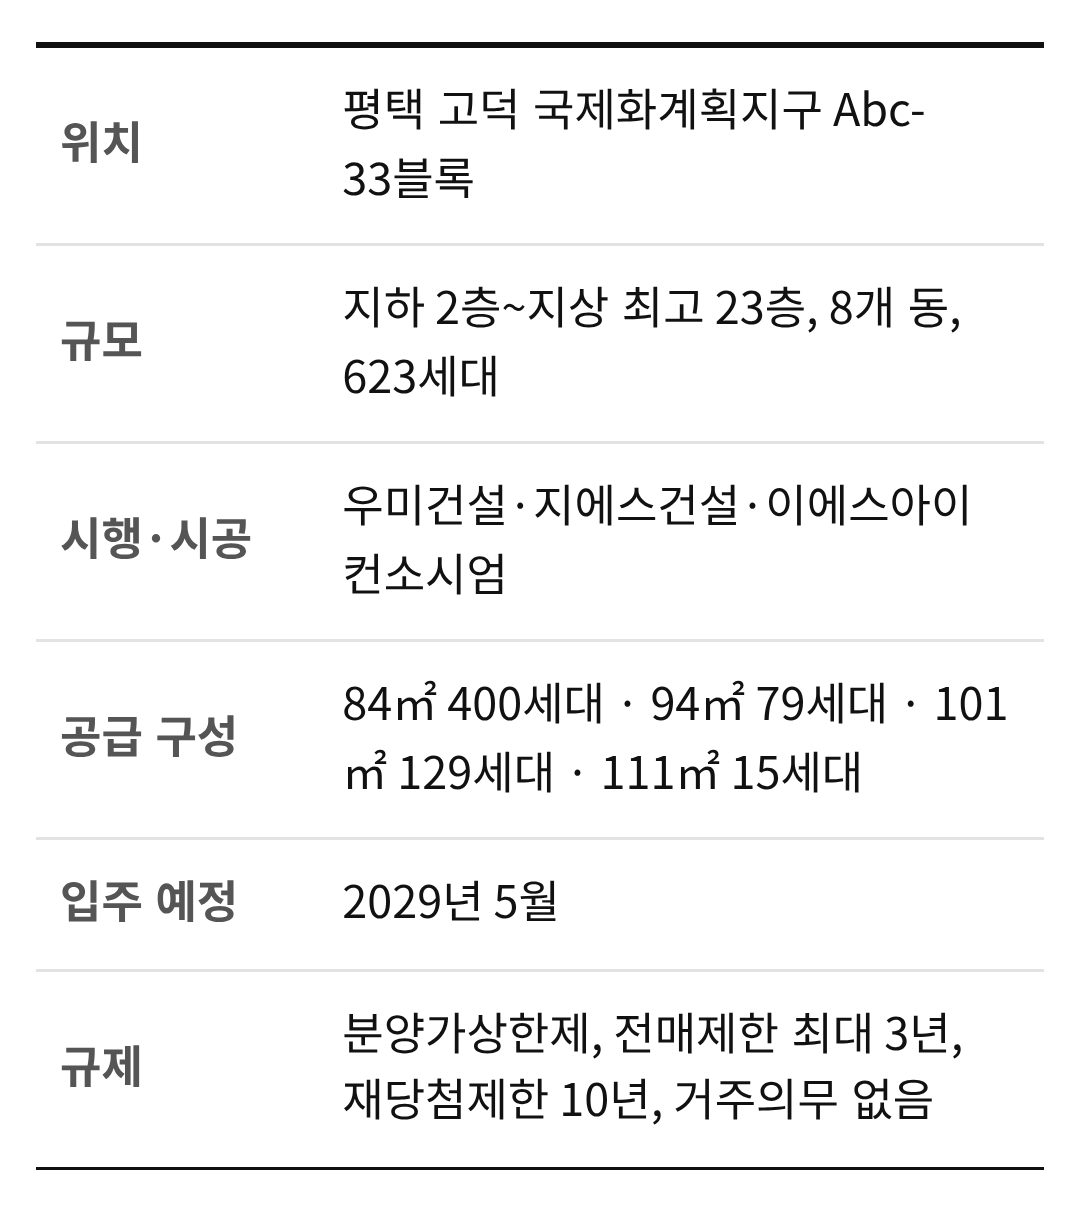 위치
평택 고덕 국제화계획지구 Abc-
33블록
규모
지하 2층~지상 최고 23층, 8개 동,
623세대
시행·시공
우미건설·지에스건설·이에스아이
컨소시엄
공급 구성
84㎡ 400세대 · 94㎡ 79세대 · 101
㎡ 129세대 · 111㎡ 15세대
입주 예정
2029년 5월
규제
분양가상한제, 전매제한 최대 3년,
재당첨제한 10년, 거주의무 없음